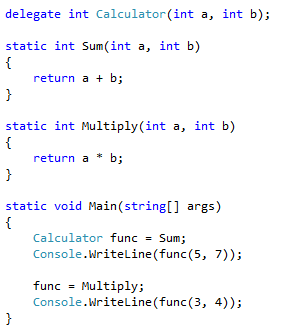 delegate int Calculator(int a, int b);

static int Sum(int a, int b)
{
    return a + b;
}

static int Multiply(int a, int b)
{
    return a * b;
}

static void Main(string[] args)
{
    Calculator func = Sum;
    Console.WriteLine(func(5, 7));

    func = Multiply;
    Console.WriteLine(func(3, 4));
}